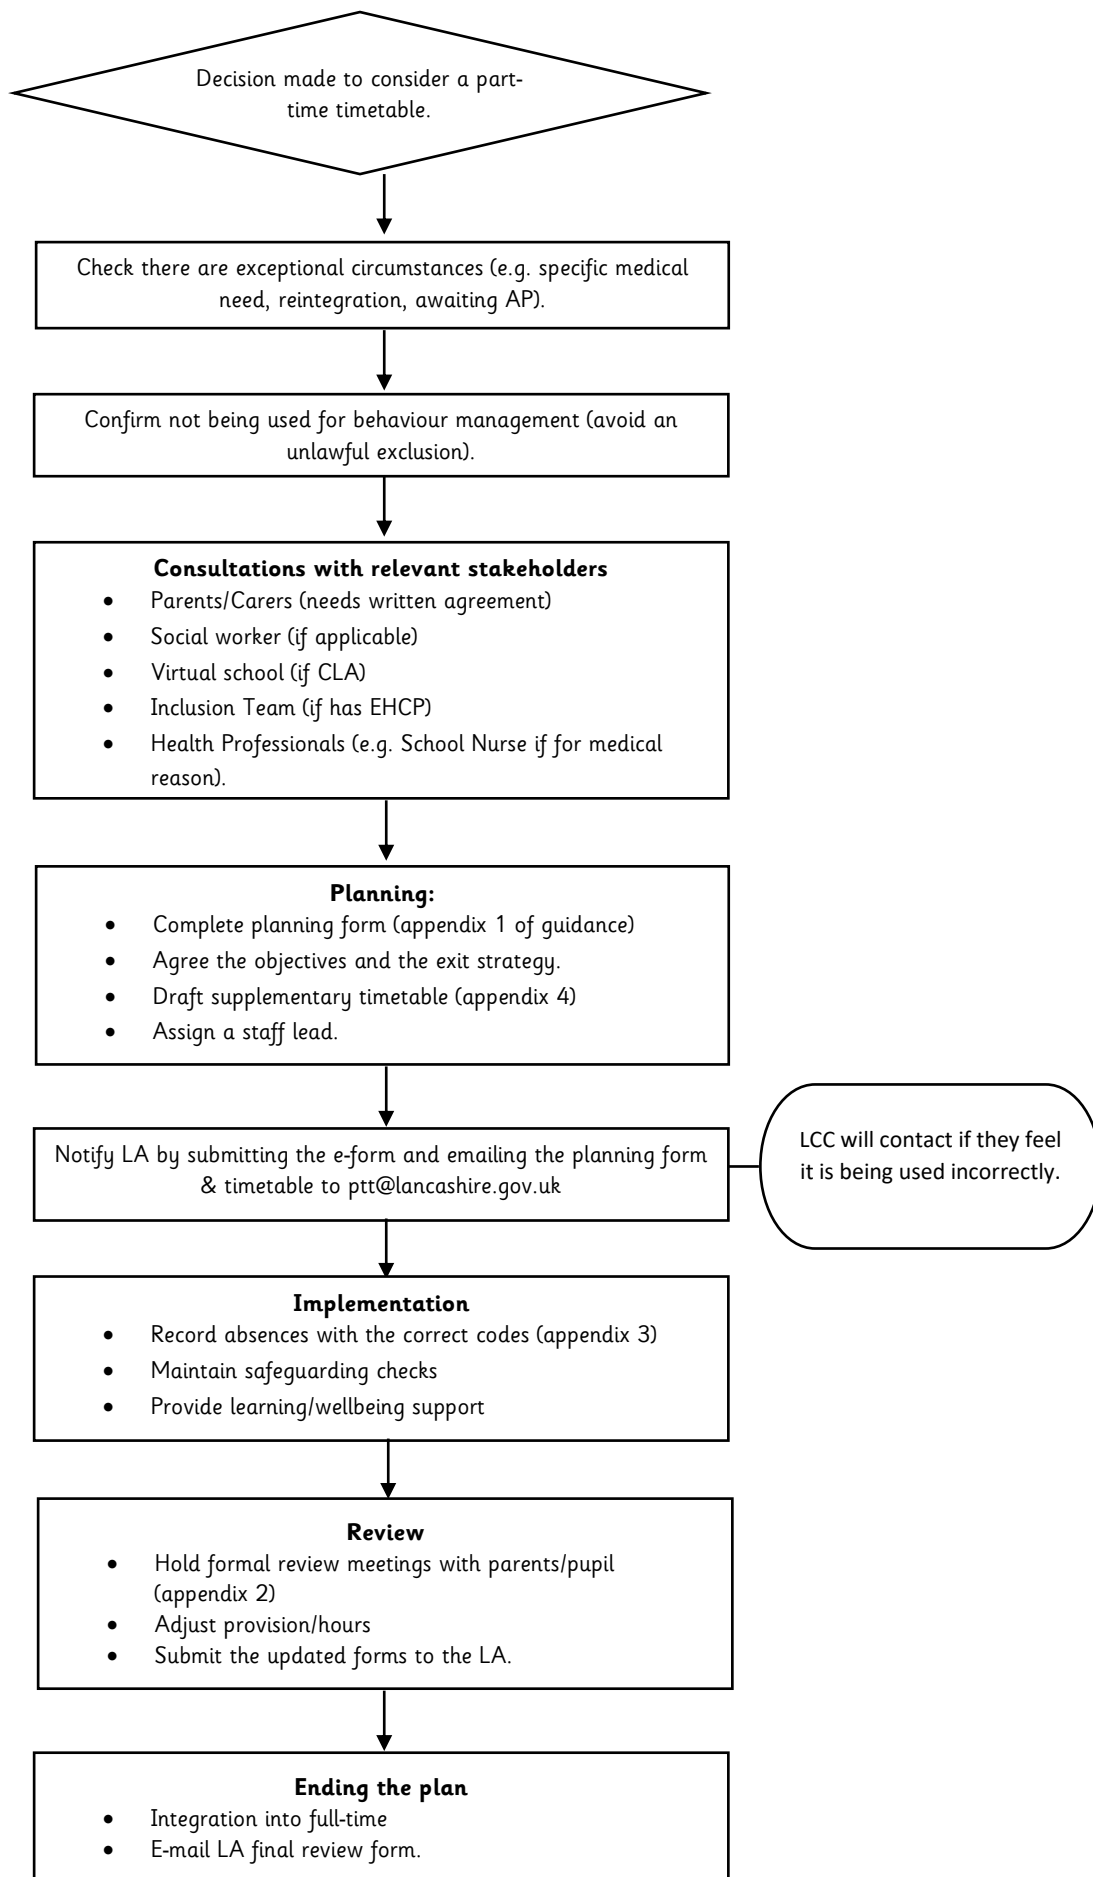 Decision made to consider a part-
time timetable.
Check there are exceptional circumstances (e.g. specific medical
need, reintegration, awaiting AP).
Confirm not being used for behaviour management (avoid an
unlawful exclusion).
Consultations with relevant stakeholders
• Parents/Carers (needs written agreement)
• Social worker (if applicable)
• Virtual school (if CLA)
• Inclusion Team (if has EHCP)
• Health Professionals (e.g. School Nurse if for medical
reason).
Planning:
• Complete planning form (appendix 1 of guidance)
• Agree the objectives and the exit strategy.
• Draft supplementary timetable (appendix 4)
• Assign a staff lead.
Notify LA by submitting the e-form and emailing the planning form
& timetable to ptt@lancashire.gov.uk
LCC will contact if they feel
it is being used incorrectly.
Implementation
• Record absences with the correct codes (appendix 3)
• Maintain safeguarding checks
• Provide learning/wellbeing support
Review
• Hold formal review meetings with parents/pupil
(appendix 2)
• Adjust provision/hours
• Submit the updated forms to the LA.
Ending the plan
• Integration into full-time
• E-mail LA final review form.